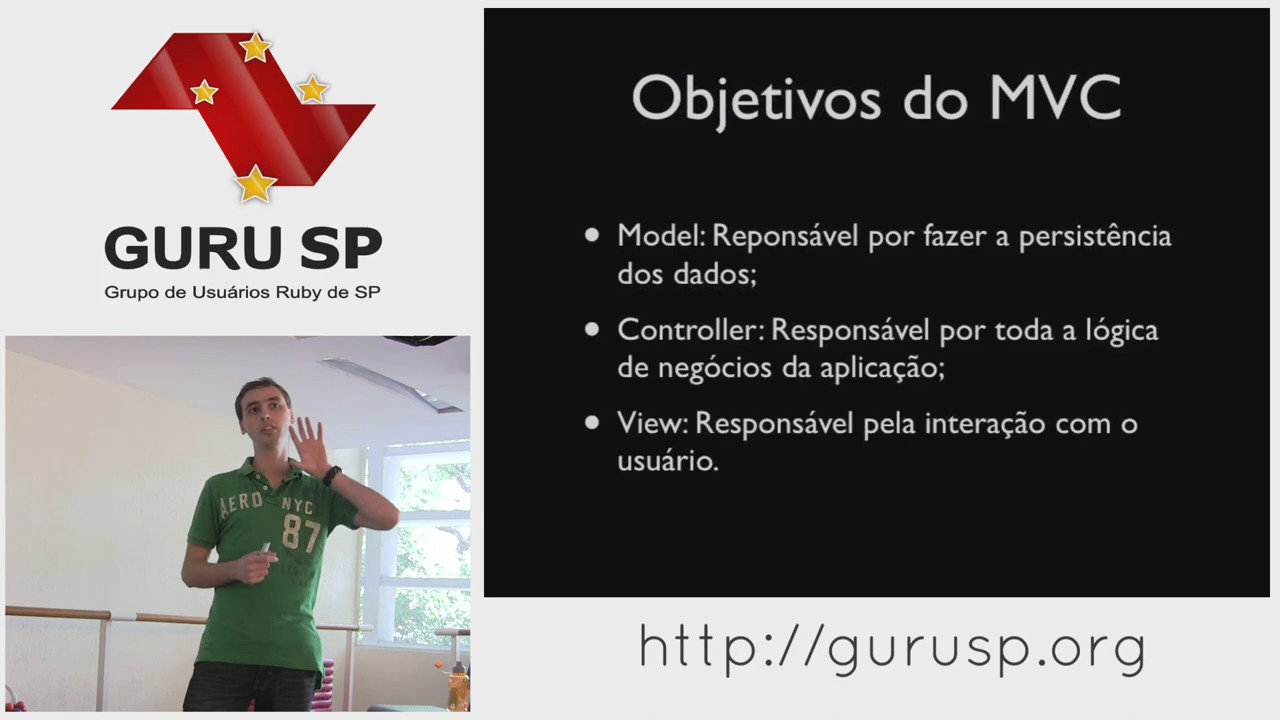 GURU SP
Grupo de Usuários Ruby de SP
Objetivos do MVC
Model: Reponsável por fazer a persistência
dos dados;
Controller: Responsável por toda a lógica
de negócios da aplicação;
View: Responsável pela interação com o
usuário.
AERO NYC
87
http://gurusp.org